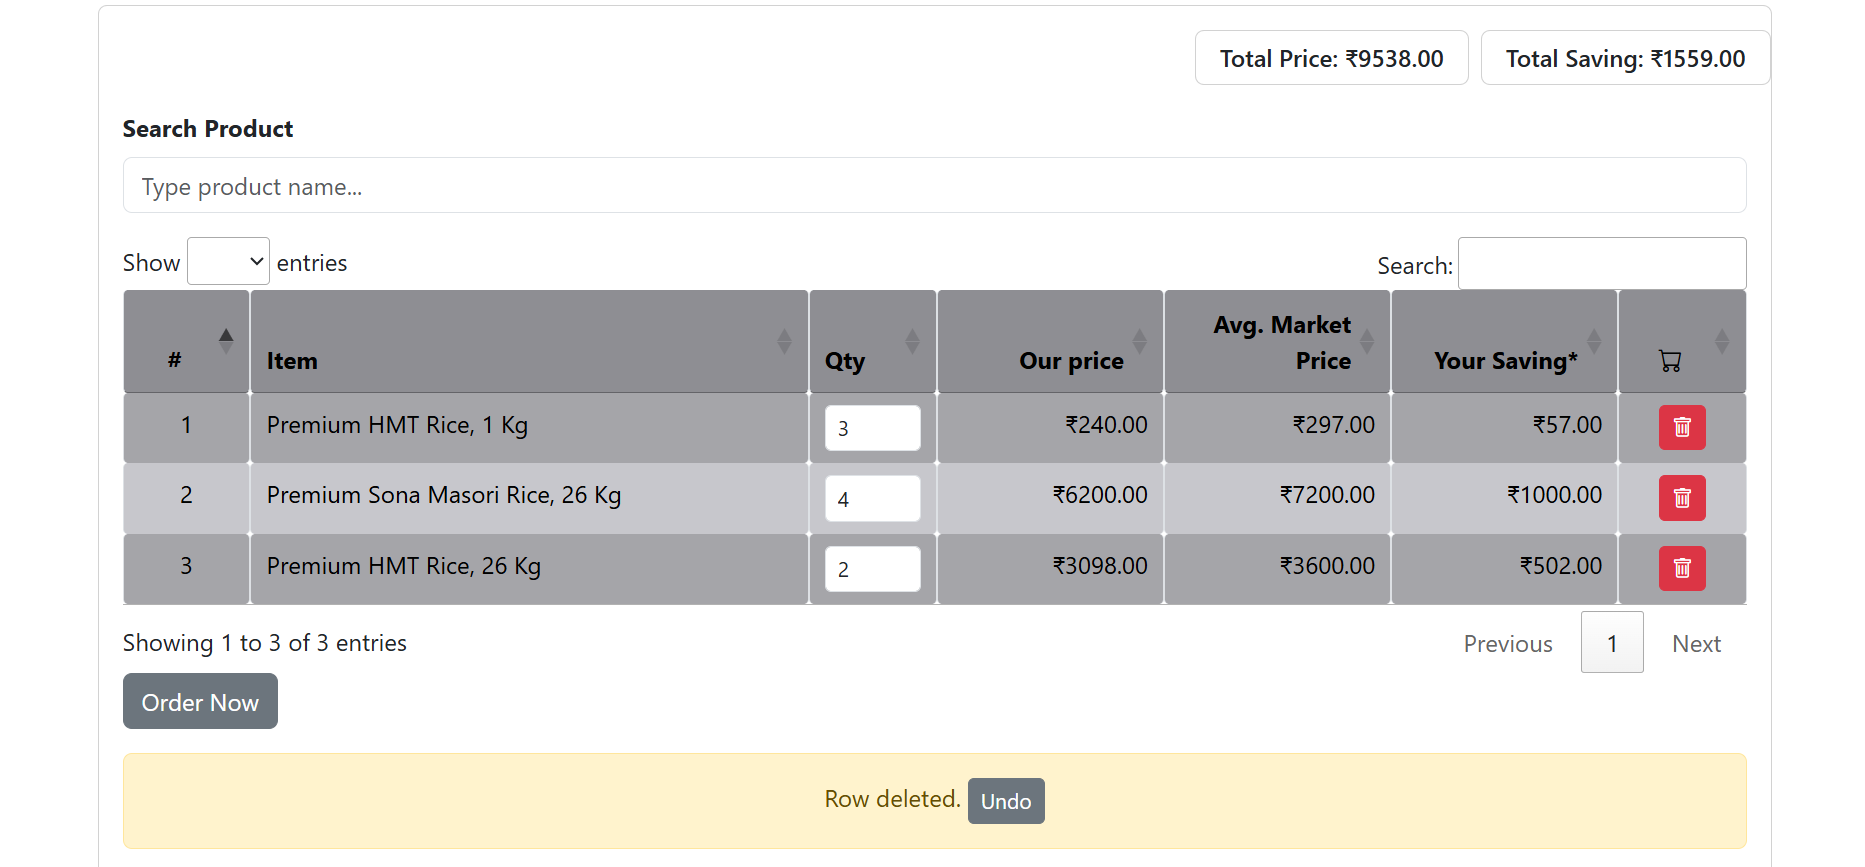 Total Price: ₹9538.00 Total Saving: ₹1559.00
Search Product
Type product name...
Show entries Search:
# Item Qty Our price Avg. Market Price Your Saving*
1 Premium HMT Rice, 1 Kg 3 ₹240.00 ₹297.00 ₹57.00
2 Premium Sona Masori Rice, 26 Kg 4 ₹6200.00 ₹7200.00 ₹1000.00
3 Premium HMT Rice, 26 Kg 2 ₹3098.00 ₹3600.00 ₹502.00
Showing 1 to 3 of 3 entries Previous 1 Next
Order Now
Row deleted. Undo